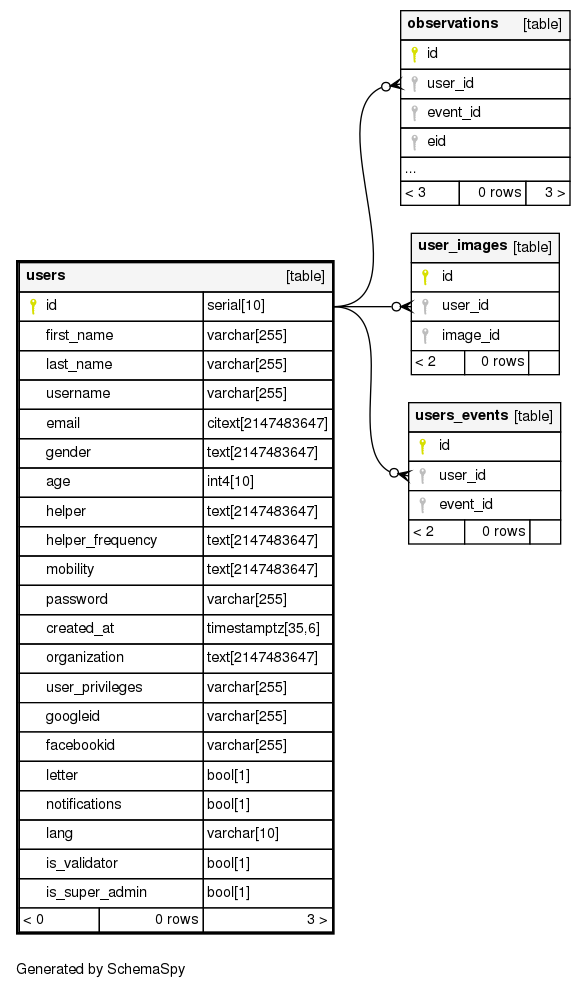 observations [table]
id
user_id
event_id
eid
...
< 3 0 rows 3 >
user_images [table]
id
user_id
image_id
< 2 0 rows
users_events [table]
id
user_id
event_id
< 2 0 rows
users [table]
id serial[10]
first_name varchar[255]
last_name varchar[255]
username varchar[255]
email citext[2147483647]
gender text[2147483647]
age int4[10]
helper text[2147483647]
helper_frequency text[2147483647]
mobility text[2147483647]
password varchar[255]
created_at timestamptz[35,6]
organization text[2147483647]
user_privileges varchar[255]
googleid varchar[255]
facebookid varchar[255]
letter bool[1]
notifications bool[1]
lang varchar[10]
is_validator bool[1]
is_super_admin bool[1]
< 0 0 rows 3 >
Generated by SchemaSpy